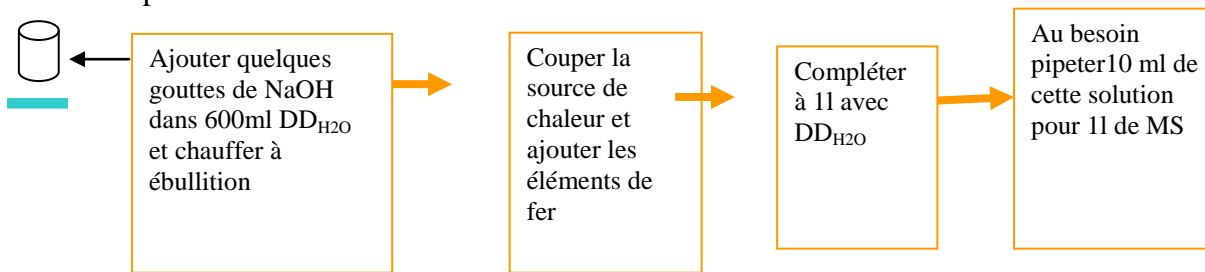 Ajouter quelques
gouttes de NaOH
dans 600ml DDH2O
et chauffer à
ébullition
Couper la
source de
chaleur et
ajouter les
éléments de
fer
Compléter
à 1l avec
DDH2O
Au besoin
pipeter10 ml de
cette solution
pour 1l de MS